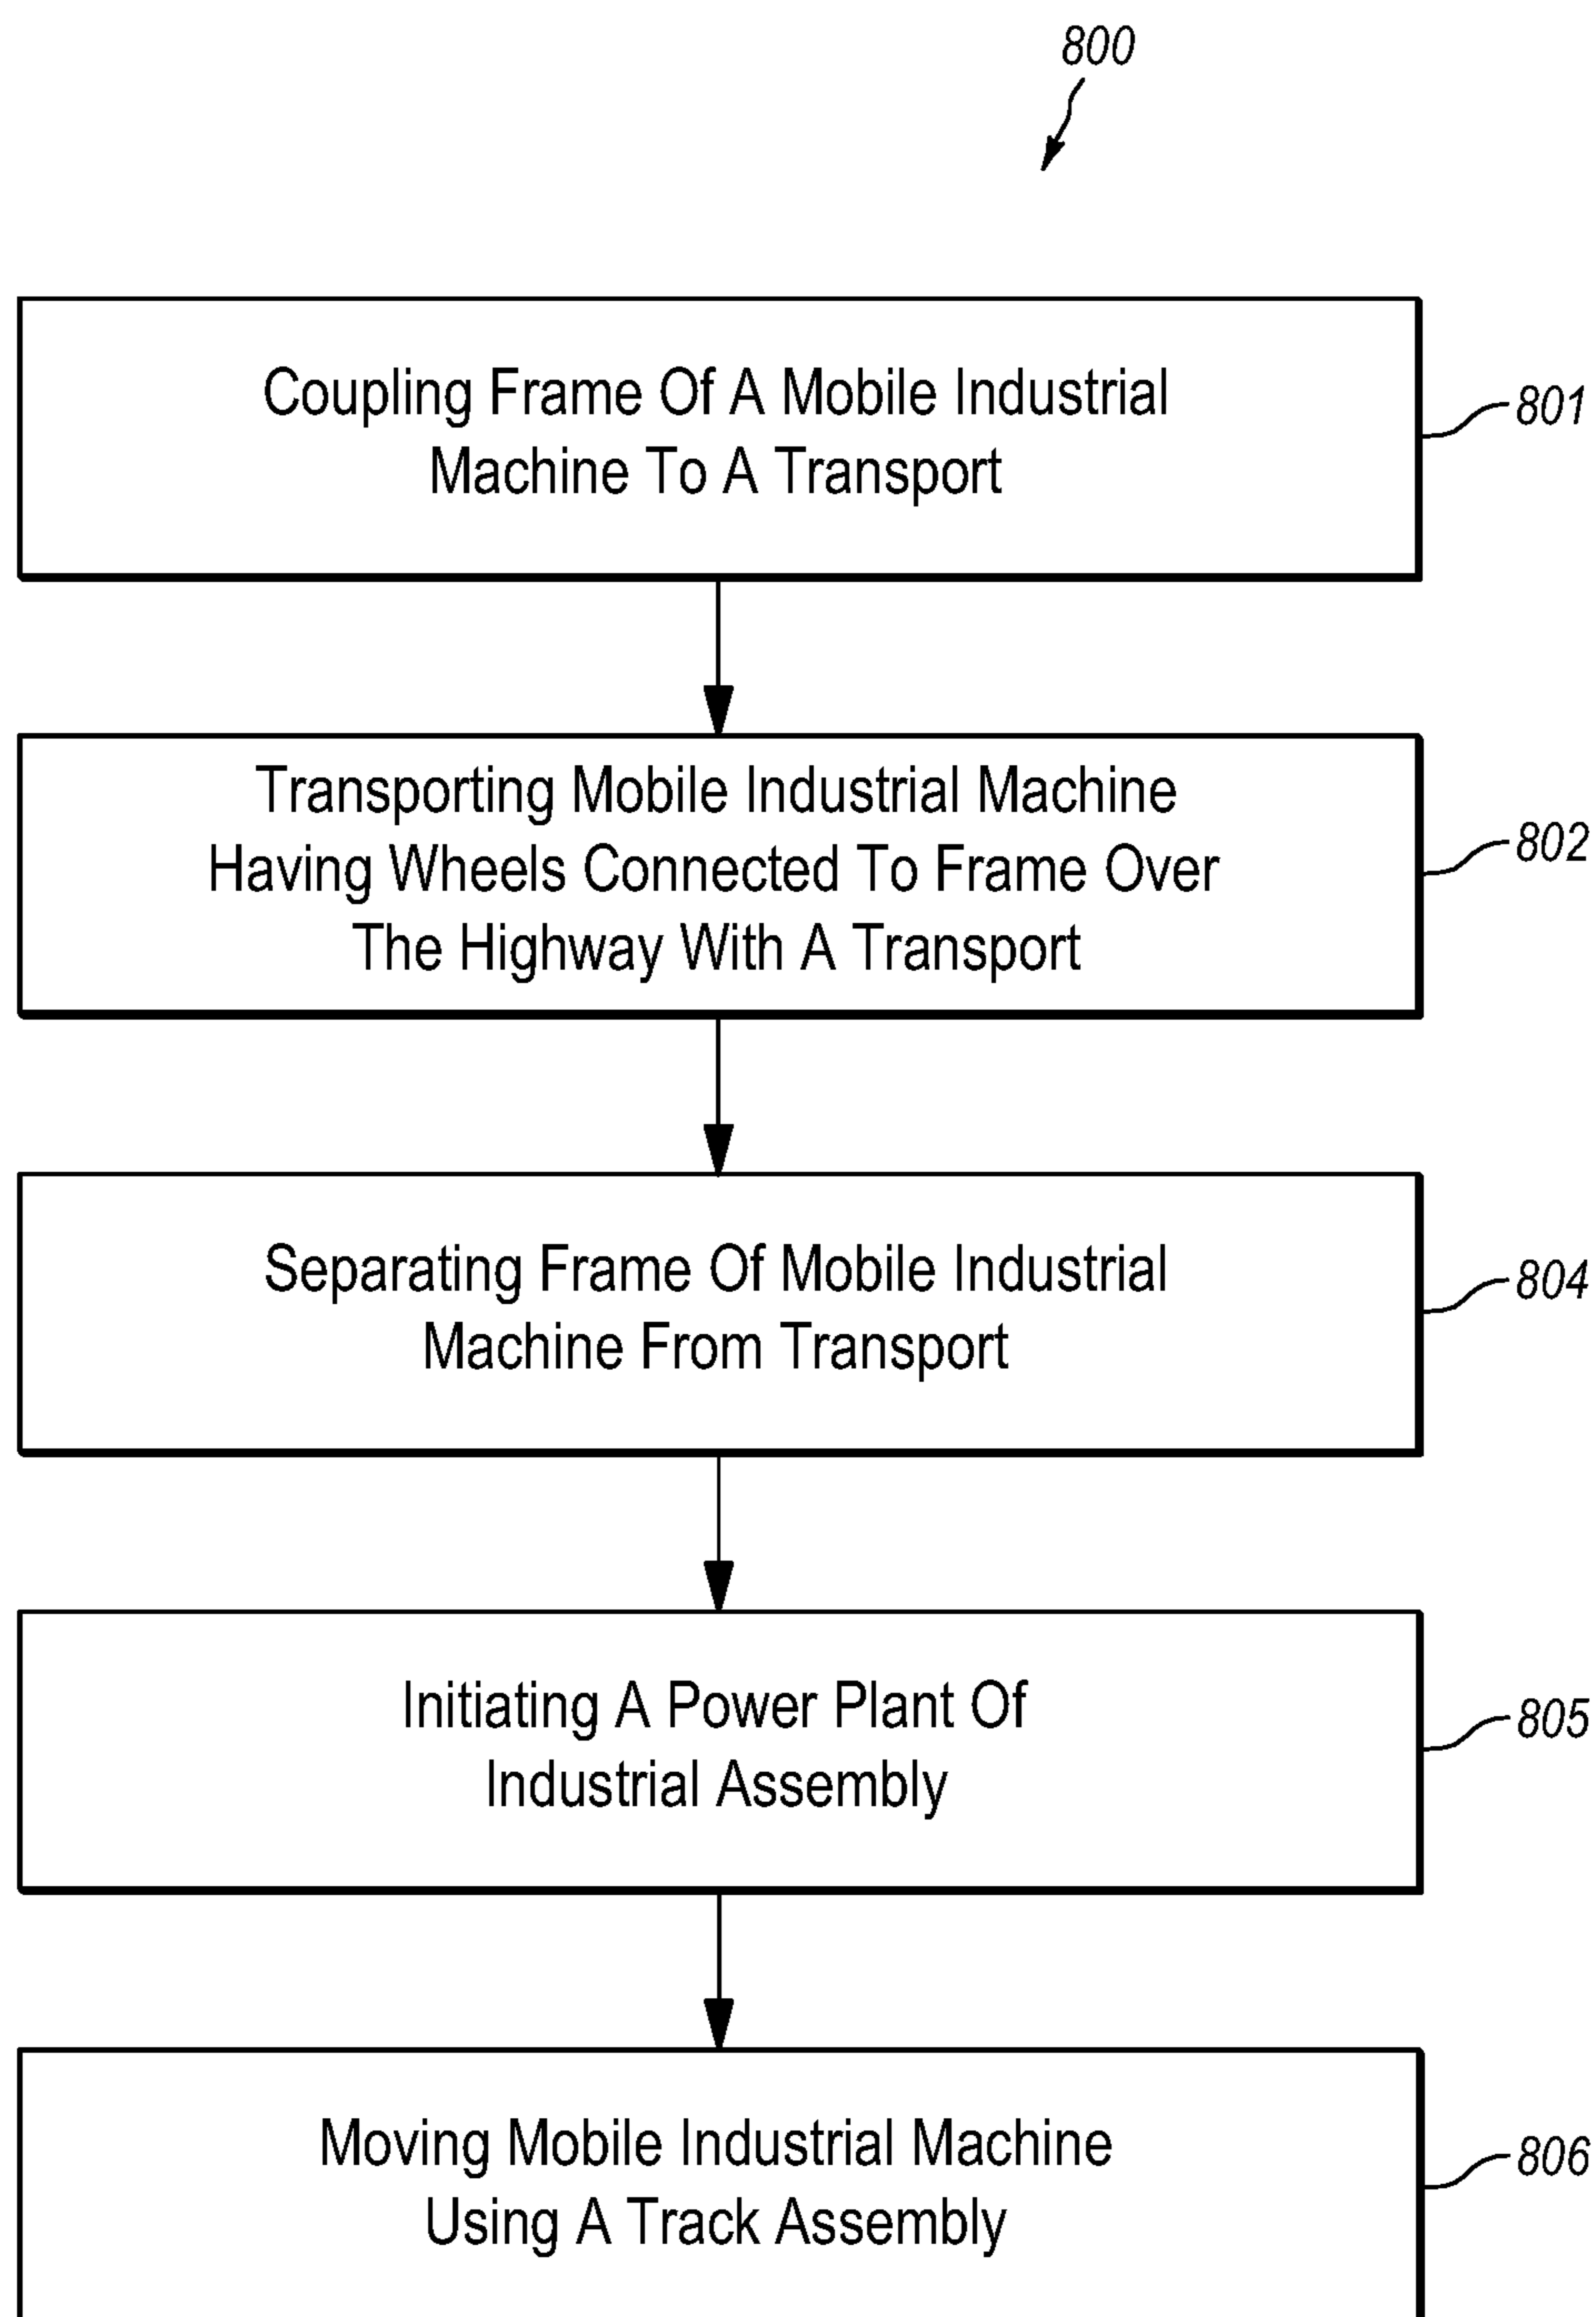 800
Coupling Frame Of A Mobile Industrial
Machine To A Transport
801
Transporting Mobile Industrial Machine
Having Wheels Connected To Frame Over
The Highway With A Transport
802
Separating Frame Of Mobile Industrial
Machine From Transport
804
Initiating A Power Plant Of
Industrial Assembly
805
Moving Mobile Industrial Machine
Using A Track Assembly
806